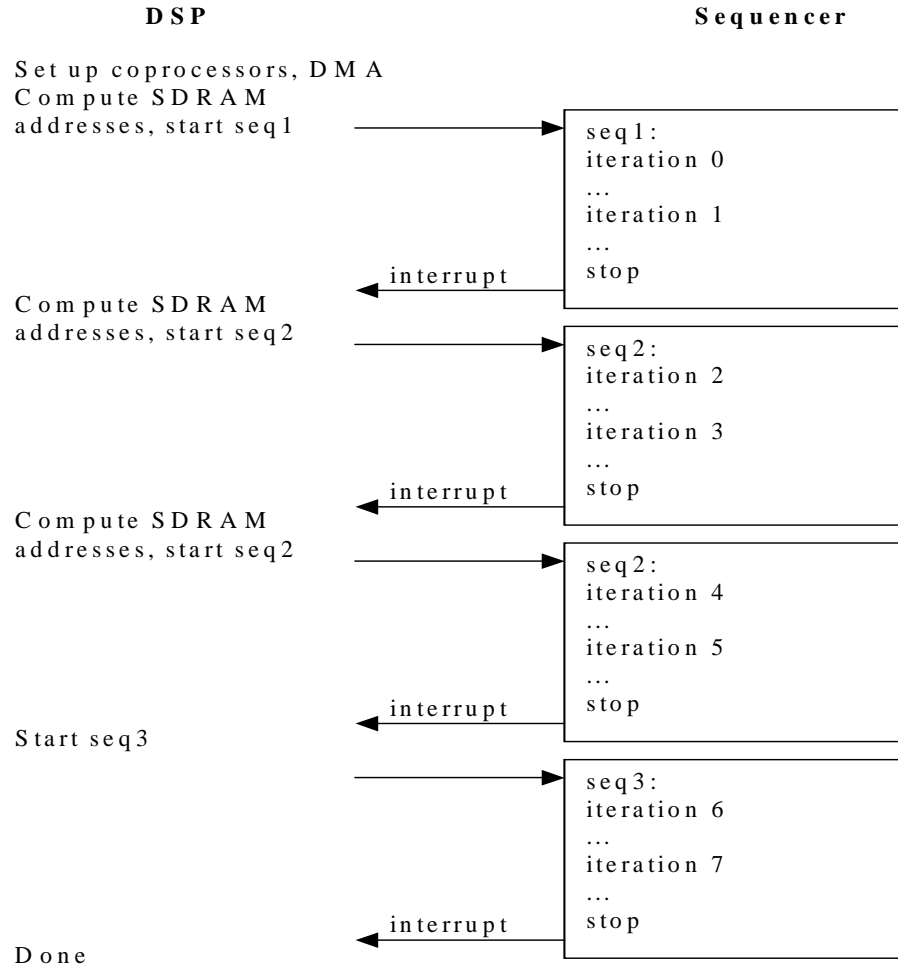 DSP Sequencer
Set up coprocessors, DMA
Compute SDRAM
addresses, start seq1
seq1:
iteration 0
...
iteration 1
...
stop
interrupt
Compute SDRAM
addresses, start seq2
seq2:
iteration 2
...
iteration 3
...
stop
interrupt
Compute SDRAM
addresses, start seq2
seq2:
iteration 4
...
iteration 5
...
stop
interrupt
Start seq3
seq3:
iteration 6
...
iteration 7
...
stop
interrupt
Done